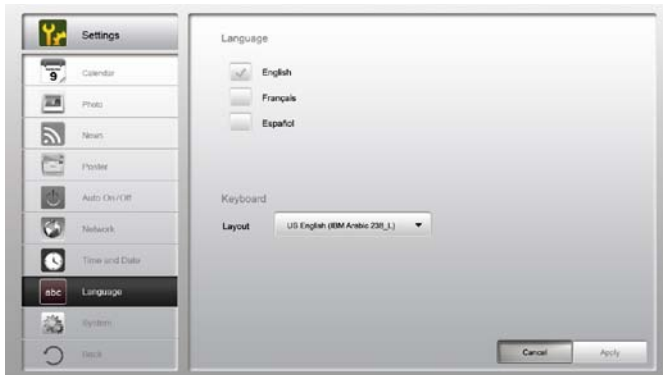 Settings
9
Calendar
Photo
News
Poster
Auto On/Off
Network
Time and Date
abc
Language
System
Back
Language
English
Français
Español
Keyboard
Layout
US English (IBM Arabic 238_L)
Cancel
Apply